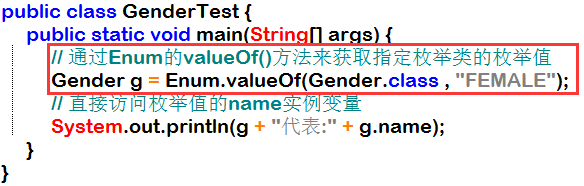 public class GenderTest {
public static void main(String[] args) {
// 通过Enum的valueOf()方法来获取指定枚举类的枚举值
Gender g = Enum.valueOf(Gender.class , "FEMALE");
// 直接访问枚举值的name实例变量
System.out.println(g + "代表:" + g.name);
}
}